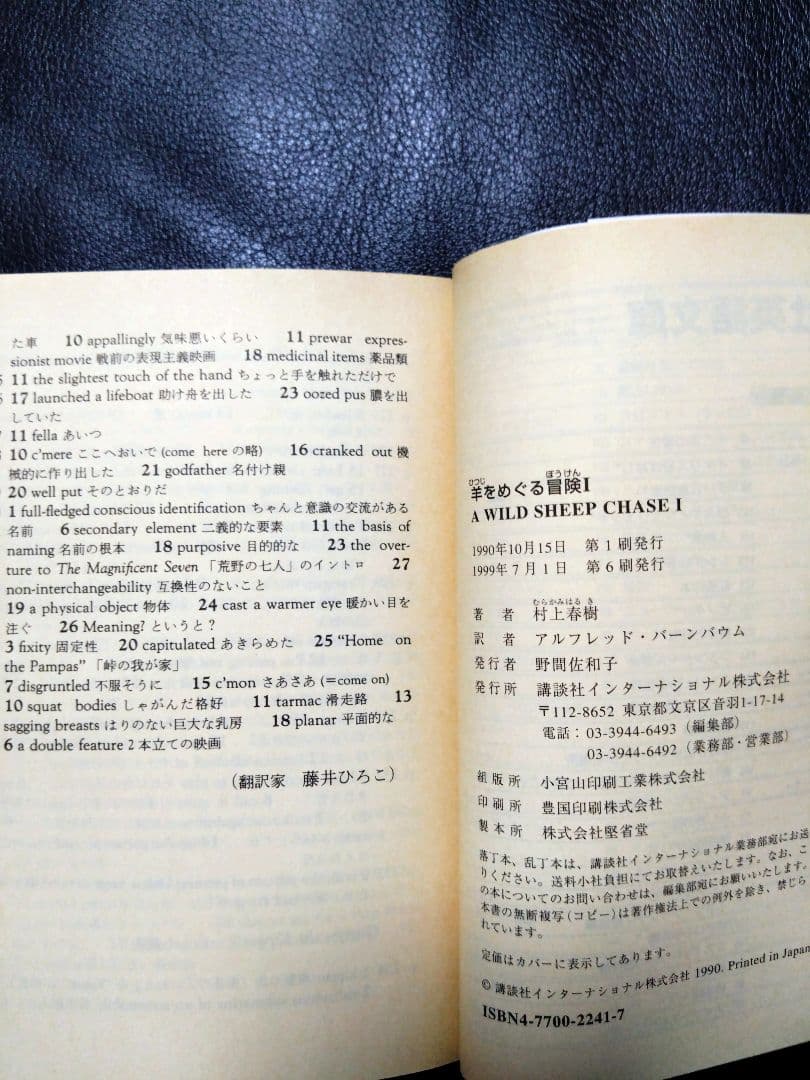 た車 10 appallingly 気味悪いくらい 11 prewar expres-
sionist movie 戦前の表現主義映画 18 medicinal items 薬品類
11 the slightest touch of the hand ちょっと手を触れただけで
17 launched a lifeboat 助け舟を出した 23 oozed pus 膿を出
していた
11 fella あいつ
10 c'mere ここへおいで (come here の略) 16 cranked out 機
械的に作り出した 21 godfather 名付け親
20 well put そのとおりだ
1 full-fledged conscious identification ちゃんと意識の交流がある
名前 6 secondary element 二義的な要素 11 the basis of
naming 名前の根本 18 purposive 目的的な 23 the over-
ture to The Magnificent Seven 「荒野の七人」のイントロ 27
non-interchangeability 互換性のないこと
19 a physical object 物体 24 cast a warmer eye 暖かい目を
注ぐ 26 Meaning? というと?
3 fixity 固定性 20 capitulated あきらめた 25 "Home on
the Pampas" 「峠の我が家」
7 disgruntled 不服そうに 15 c'mon さあさあ (=come on)
10 squat bodies しゃがんだ格好 11 tarmac 滑走路 13
sagging breasts はりのない巨大な乳房 18 planar 平面的な
6 a double feature 2本立ての映画
(翻訳家 藤井ひろこ)
ひつじ ぼうけん
羊をめぐる冒険I
A WILD SHEEP CHASE I
1990年10月15日 第1刷発行
1999年7月1日 第6刷発行
むらかみはるき
著者 村上春樹
訳者 アルフレッド・バーンバウム
発行者 野間佐和子
発行所 講談社インターナショナル株式会社
〒112-8652 東京都文京区音羽1-17-14
電話:03-3944-6493 (編集部)
03-3944-6492 (業務部・営業部)
組版所 小宮山印刷工業株式会社
印刷所 豊国印刷株式会社
製本所 株式会社堅省堂
落丁本、乱丁本は、講談社インターナショナル業務部宛にお送
りください。送料小社負担にてお取替えいたします。なお、こ
の本についてのお問い合わせは、編集部宛にお願いいたします。
本書の無断複写(コピー)は著作権法上での例外を除き、禁じら
れています。
定価はカバーに表示してあります。
© 講談社インターナショナル株式会社 1990. Printed in Japan
ISBN4-7700-2241-7